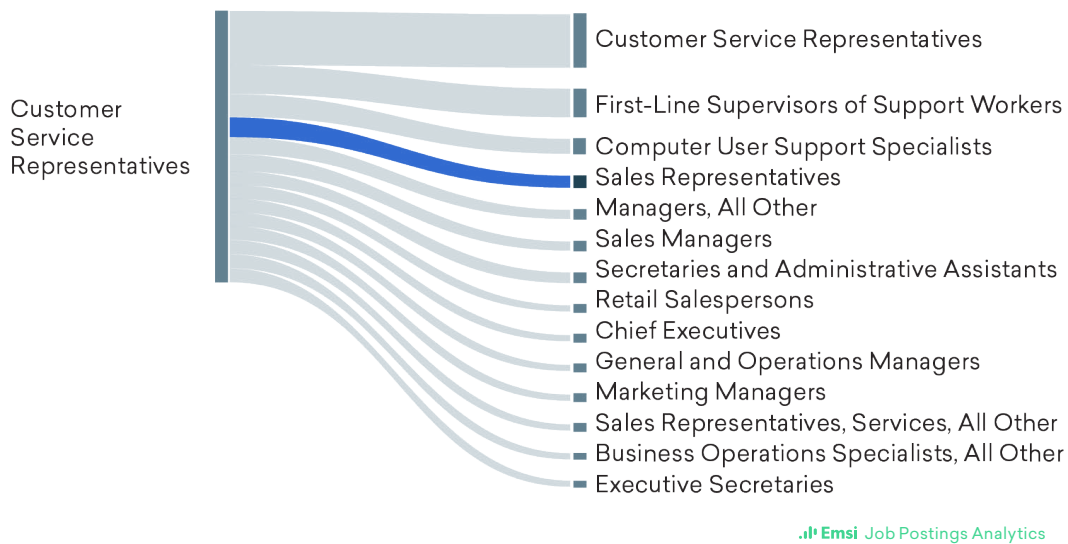 Customer
Service
Representatives
Customer Service Representatives
First-Line Supervisors of Support Workers
Computer User Support Specialists
Sales Representatives
Managers, All Other
Sales Managers
Secretaries and Administrative Assistants
Retail Salespersons
Chief Executives
General and Operations Managers
Marketing Managers
Sales Representatives, Services, All Other
Business Operations Specialists, All Other
Executive Secretaries
Emsi Job Postings Analytics